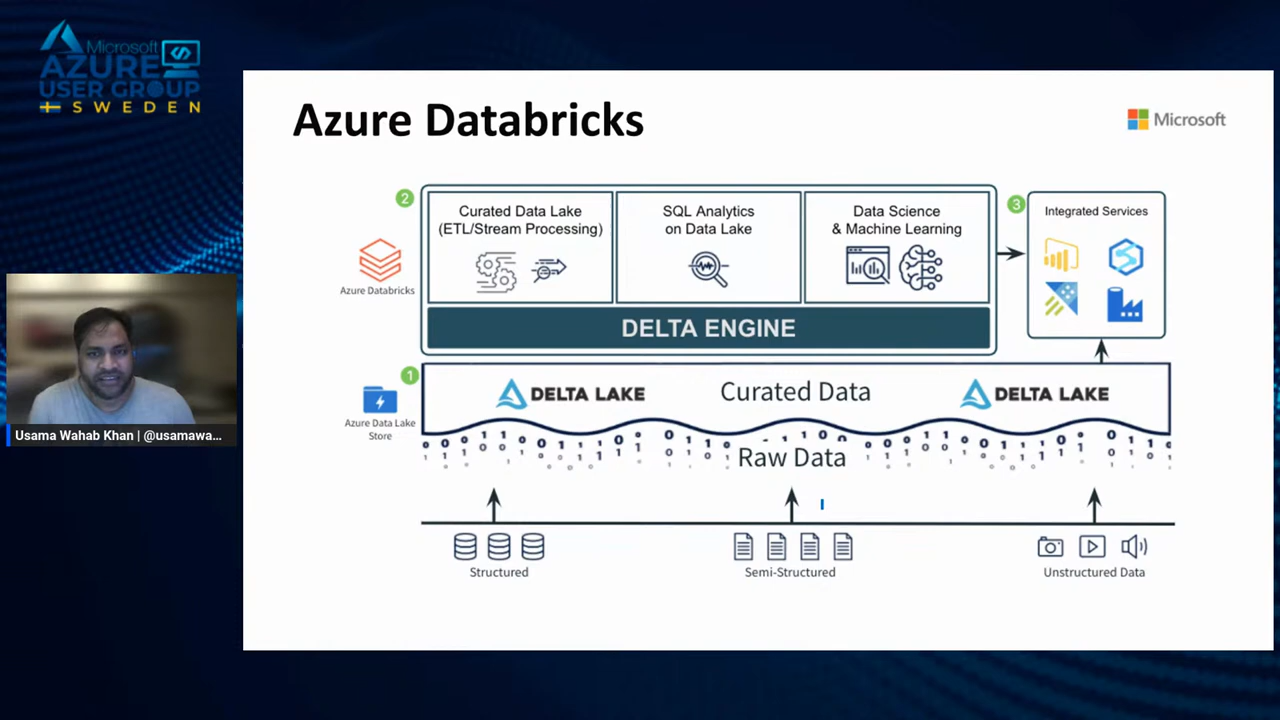 Microsoft
AZURE
USER GROUP
SWEDEN
Azure Databricks
Microsoft
2
Curated Data Lake
(ETL/Stream Processing)
SQL Analytics
on Data Lake
Data Science
& Machine Learning
3
Integrated Services
Azure Databricks
DELTA ENGINE
1
Azure Data Lake
Store
DELTA LAKE
Curated Data
DELTA LAKE
Raw Data
Structured
Semi-Structured
Unstructured Data
Usama Wahab Khan | @usamawa...